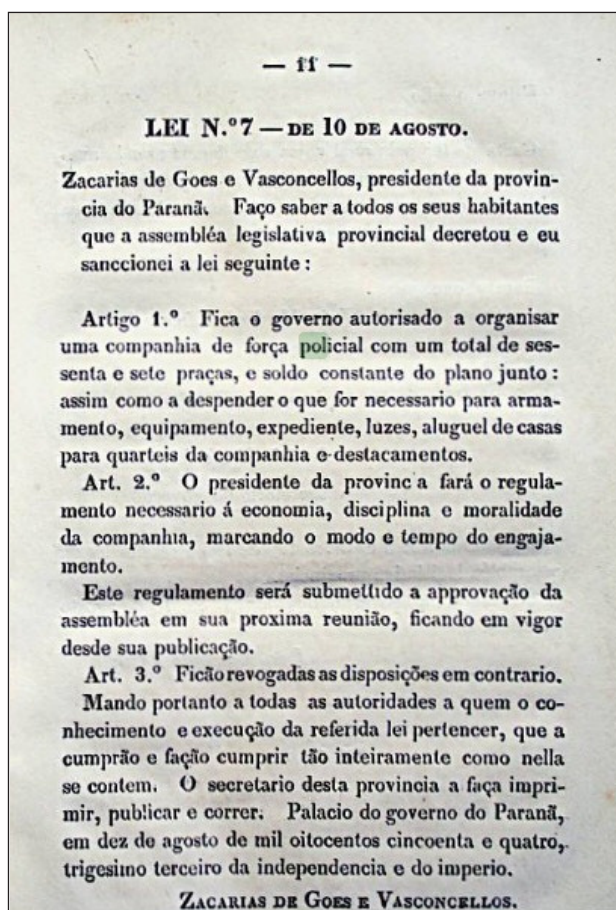 — 11 —
LEI N.º 7 — DE 10 DE AGOSTO.
Zacarias de Goes e Vasconcellos, presidente da provin-
cia do Paranã. Faço saber a todos os seus habitantes
que a assembléa legislativa provincial decretou e eu
sanccionei a lei seguinte :
Artigo 1.º Fica o governo autorisado a organisar
uma companhia de força policial com um total de ses-
senta e sete praças, e soldo constante do plano junto :
assim como a despender o que for necessario para arma-
mento, equipamento, expediente, luzes, aluguel de casas
para quarteis da companhia e destacamentos.
Art. 2.º O presidente da provinc a fará o regula-
mento necessario á economia, disciplina e moralidade
da companhia, marcando o modo e tempo do engaja-
mento.
Este regulamento será submettido a approvação da
assembléa em sua proxima reunião, ficando em vigor
desde sua publicação.
Art. 3.º Ficão revogadas as disposições em contrario.
Mando portanto a todas as autoridades a quem o co-
nhecimento e execução da referida lei pertencer, que a
cumprão e fação cumprir tão inteiramente como nella
se contem. O secretario desta provincia a faça impri-
mir, publicar e correr. Palacio do governo do Paranã,
em dez de agosto de mil oitocentos cincoenta e quatro,
trigesimo terceiro da independencia e do imperio.
ZACARIAS DE GOES E VASCONCELLOS.